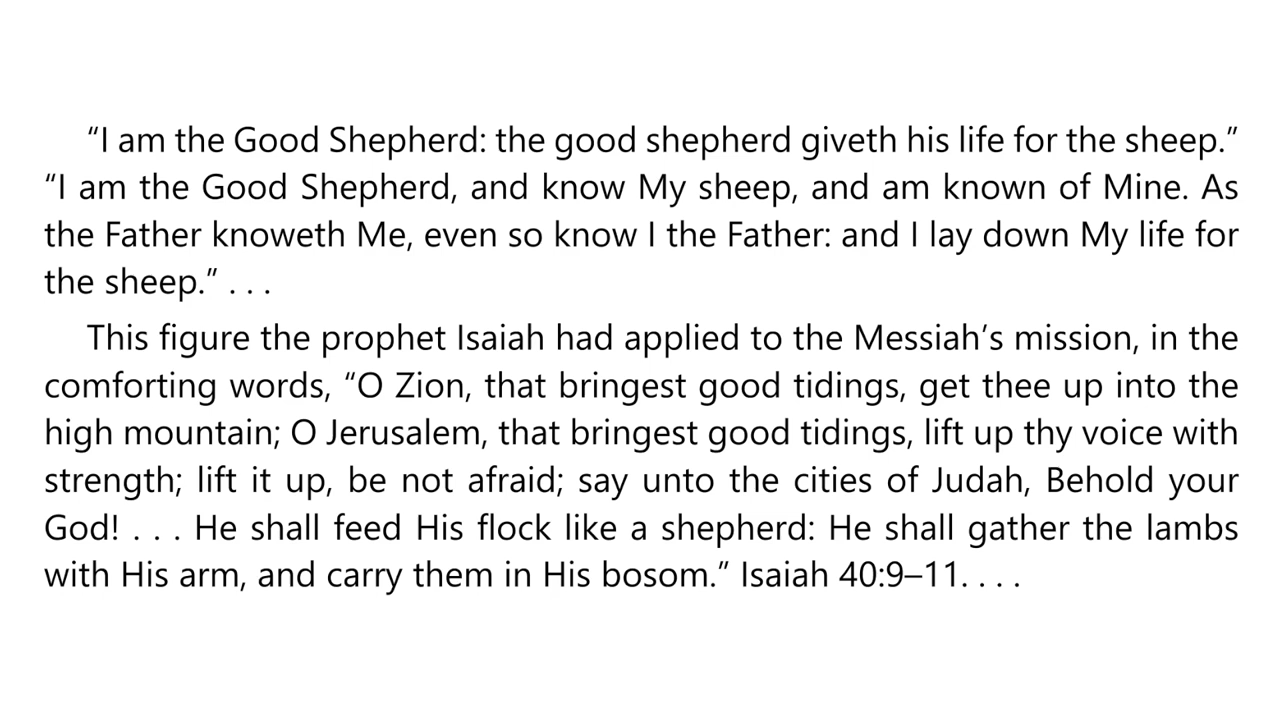 “I am the Good Shepherd: the good shepherd giveth his life for the sheep.”
“I am the Good Shepherd, and know My sheep, and am known of Mine. As
the Father knoweth Me, even so know I the Father: and I lay down My life for
the sheep.” . . .
This figure the prophet Isaiah had applied to the Messiah’s mission, in the
comforting words, “O Zion, that bringest good tidings, get thee up into the
high mountain; O Jerusalem, that bringest good tidings, lift up thy voice with
strength; lift it up, be not afraid; say unto the cities of Judah, Behold your
God! . . . He shall feed His flock like a shepherd: He shall gather the lambs
with His arm, and carry them in His bosom.” Isaiah 40:9–11. . . .